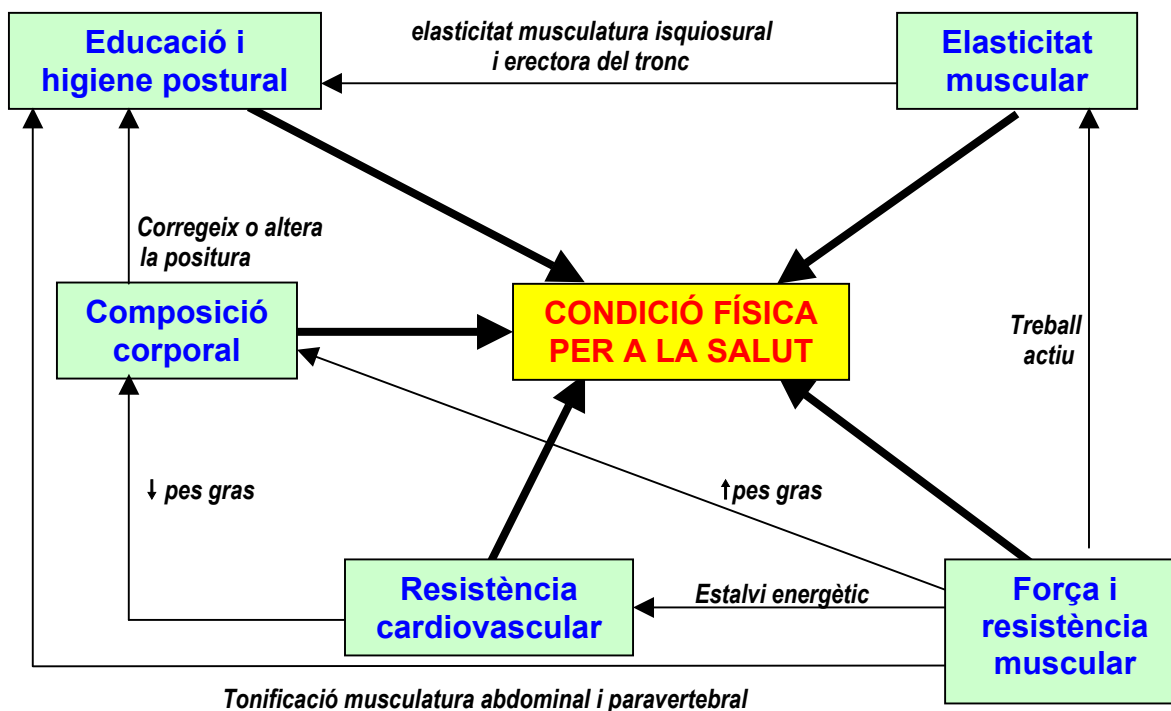 Educació i
higiene postural
elasticitat musculatura isquiosural
i erectora del tronc
Elasticitat
muscular
Corregeix o altera
la positura
Composició
corporal
CONDICIÓ FÍSICA
PER A LA SALUT
Treball
actiu
↓ pes gras
↑pes gras
Resistència
cardiovascular
Estalvi energètic
Força i
resistència
muscular
Tonificació musculatura abdominal i paravertebral